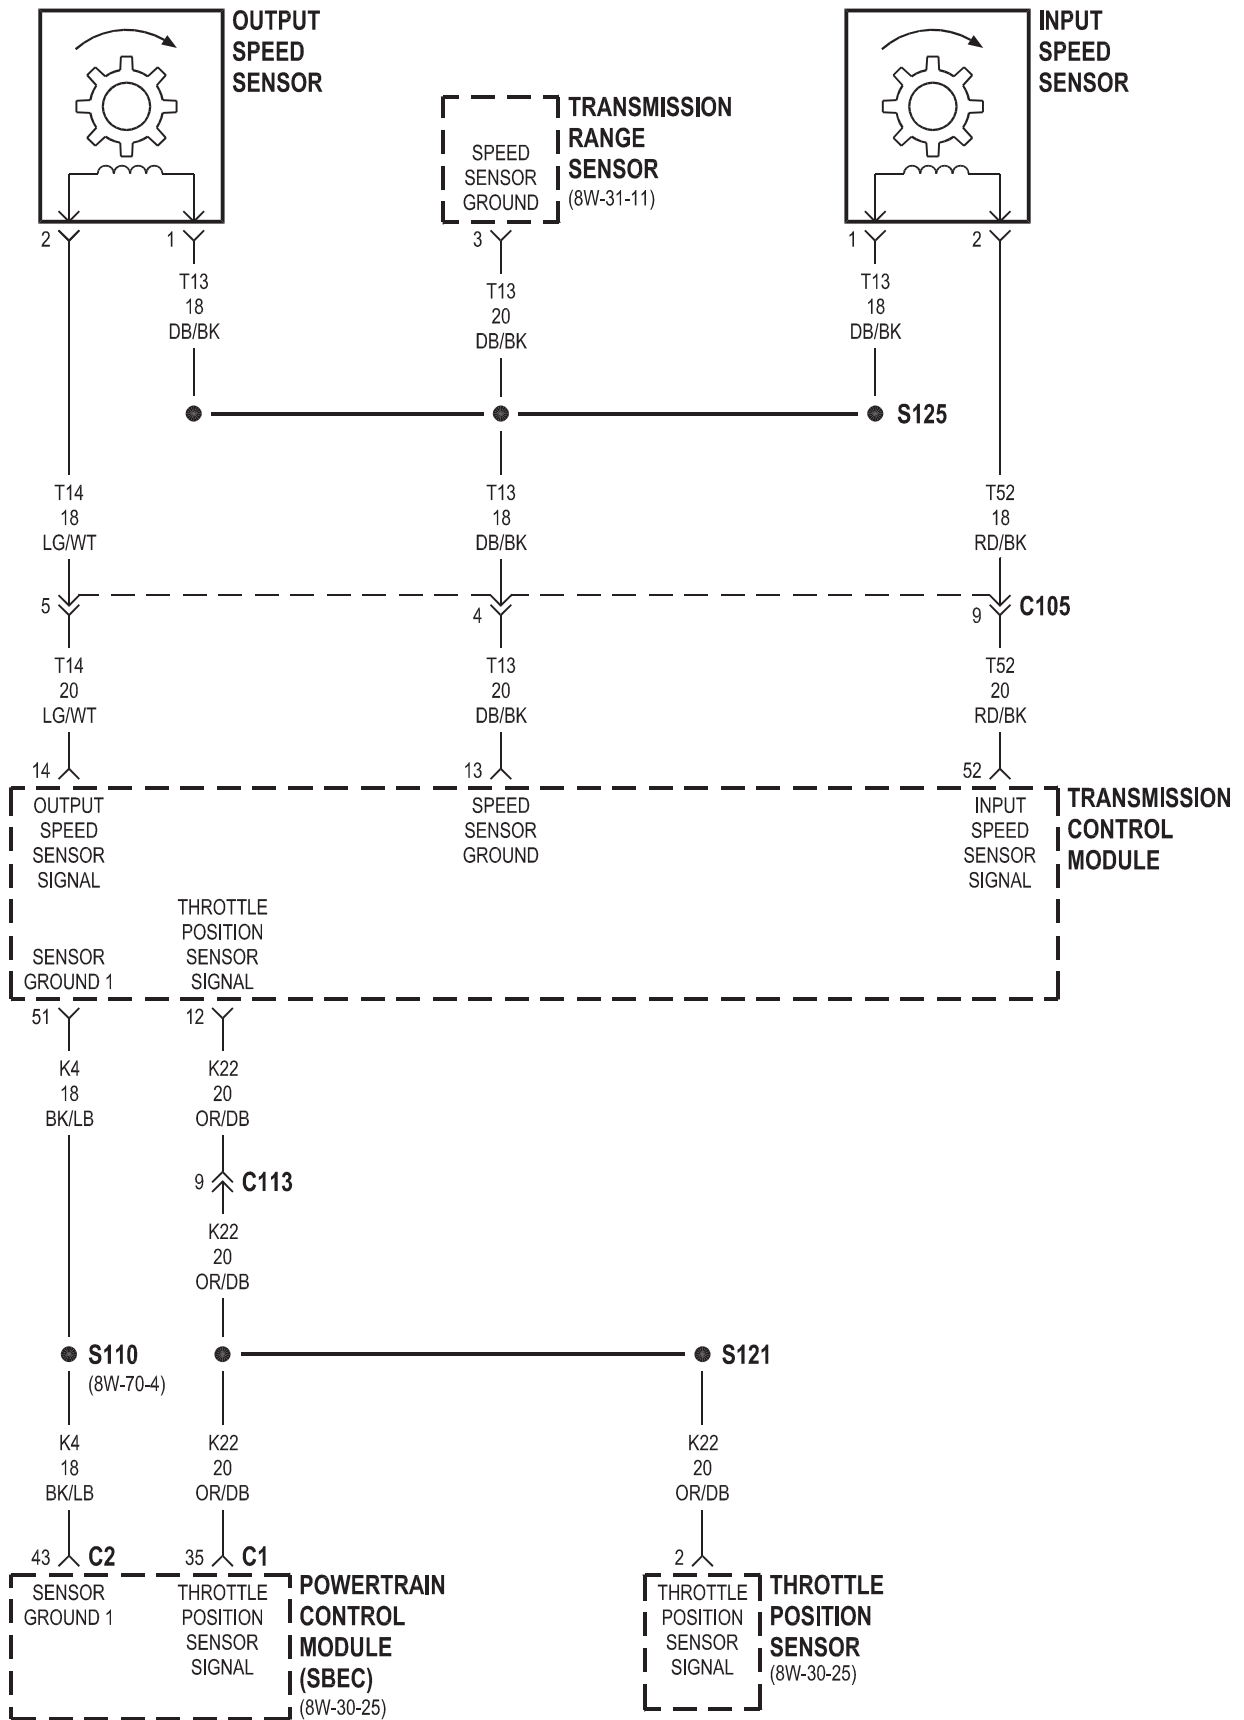 OUTPUT
SPEED
SENSOR
INPUT
SPEED
SENSOR
TRANSMISSION
RANGE
SENSOR
(8W-31-11)
SPEED
SENSOR
GROUND
2
1
3
1
2
T13
18
DB/BK
T13
20
DB/BK
T13
18
DB/BK
S125
T14
18
LG/WT
T13
18
DB/BK
T52
18
RD/BK
5
4
9
C105
T14
20
LG/WT
T13
20
DB/BK
T52
20
RD/BK
14
13
52
OUTPUT
SPEED
SENSOR
SIGNAL
SPEED
SENSOR
GROUND
INPUT
SPEED
SENSOR
SIGNAL
TRANSMISSION
CONTROL
MODULE
SENSOR
GROUND 1
THROTTLE
POSITION
SENSOR
SIGNAL
51
12
K4
18
BK/LB
K22
20
OR/DB
9
C113
K22
20
OR/DB
S110
(8W-70-4)
S121
K4
18
BK/LB
K22
20
OR/DB
K22
20
OR/DB
43
C2
35
C1
2
SENSOR
GROUND 1
THROTTLE
POSITION
SENSOR
SIGNAL
POWERTRAIN
CONTROL
MODULE
(SBEC)
(8W-30-25)
THROTTLE
POSITION
SENSOR
SIGNAL
THROTTLE
POSITION
SENSOR
(8W-30-25)